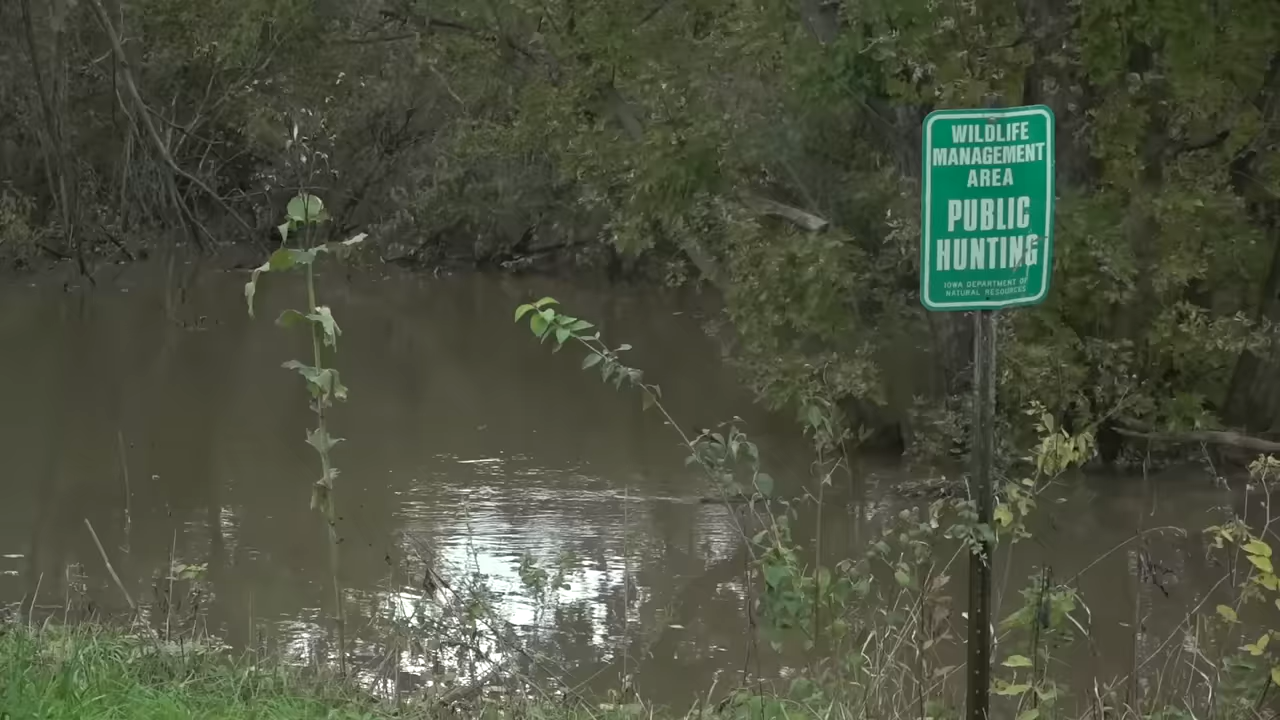 WILDLIFE
MANAGEMENT
AREA
PUBLIC
HUNTING
IOWA DEPARTMENT OF
NATURAL RESOURCES